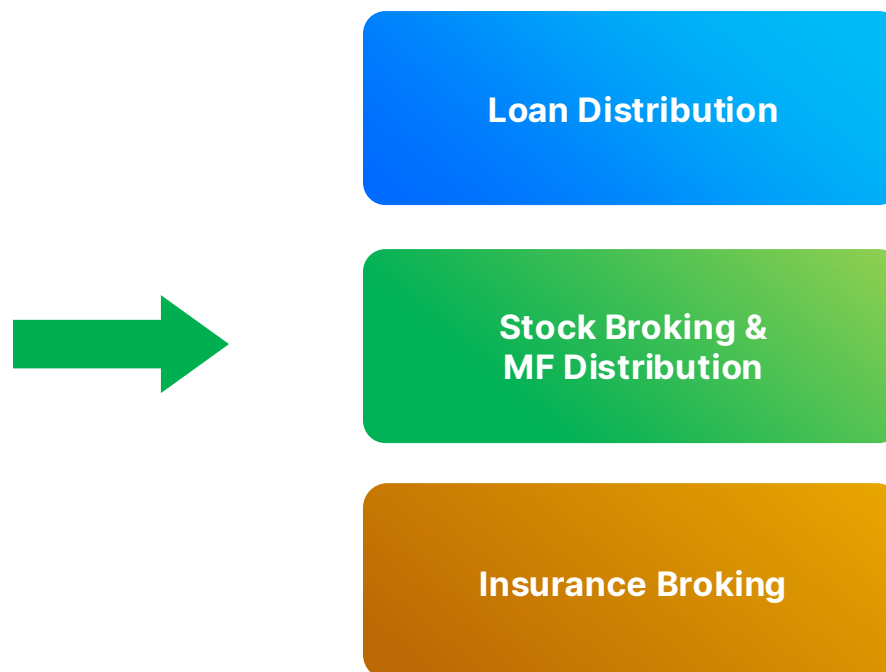 Loan Distribution
Stock Broking &
MF Distribution
Insurance Broking